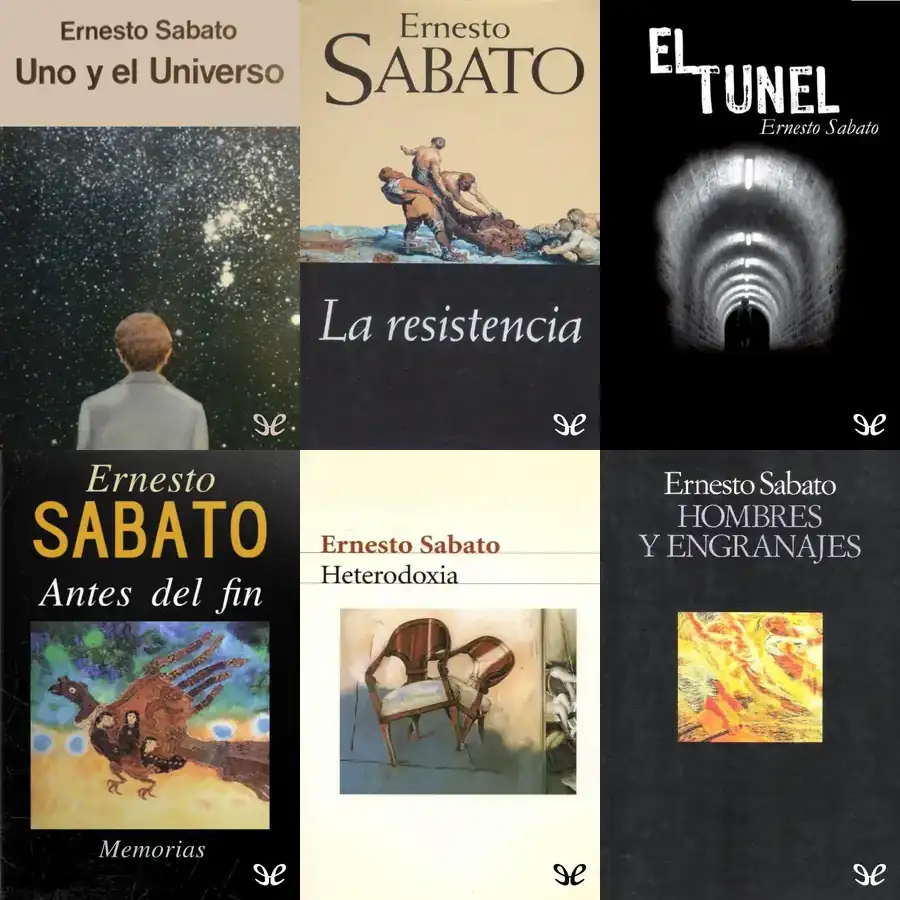 Ernesto Sabato
Uno y el Universo
Ernesto
SABATO
La resistencia
EL
TUNEL
Ernesto Sabato
Ernesto
SABATO
Antes del fin
Memorias
Ernesto Sabato
Heterodoxia
Ernesto Sabato
HOMBRES
Y ENGRANAJES